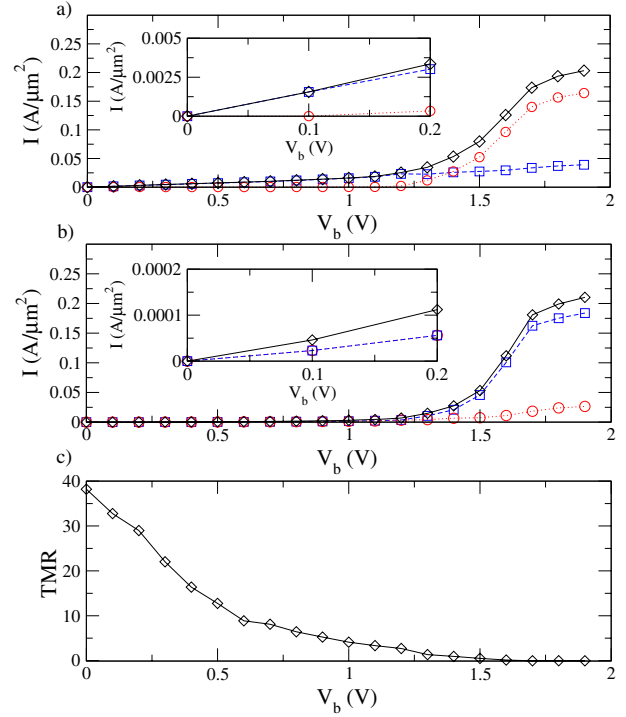 a)
I (A/μm²)
0.25
0.2
0.15
0.1
0.05
0
0 0.5 1 1.5 2
V_b (V)
I (A/μm²)
0.005
0.0025
0
0 0.1 0.2
V_b (V)
b)
I (A/μm²)
0.25
0.2
0.15
0.1
0.05
0
0 0.5 1 1.5 2
V_b (V)
I (A/μm²)
0.0002
0.0001
0
0 0.1 0.2
V_b (V)
c)
TMR
40
30
20
10
0
0 0.5 1 1.5 2
V_b (V)